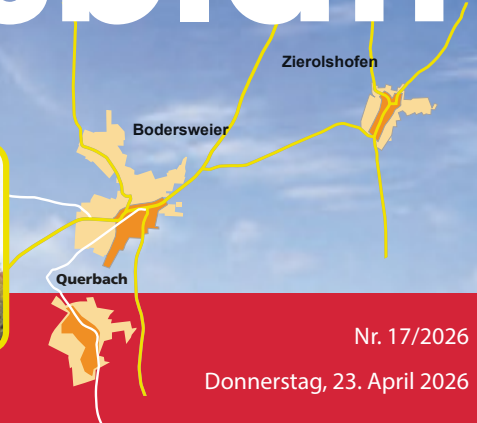 Zierolshofen
Bodersweier
Querbach
Nr. 17/2026
Donnerstag, 23. April 2026